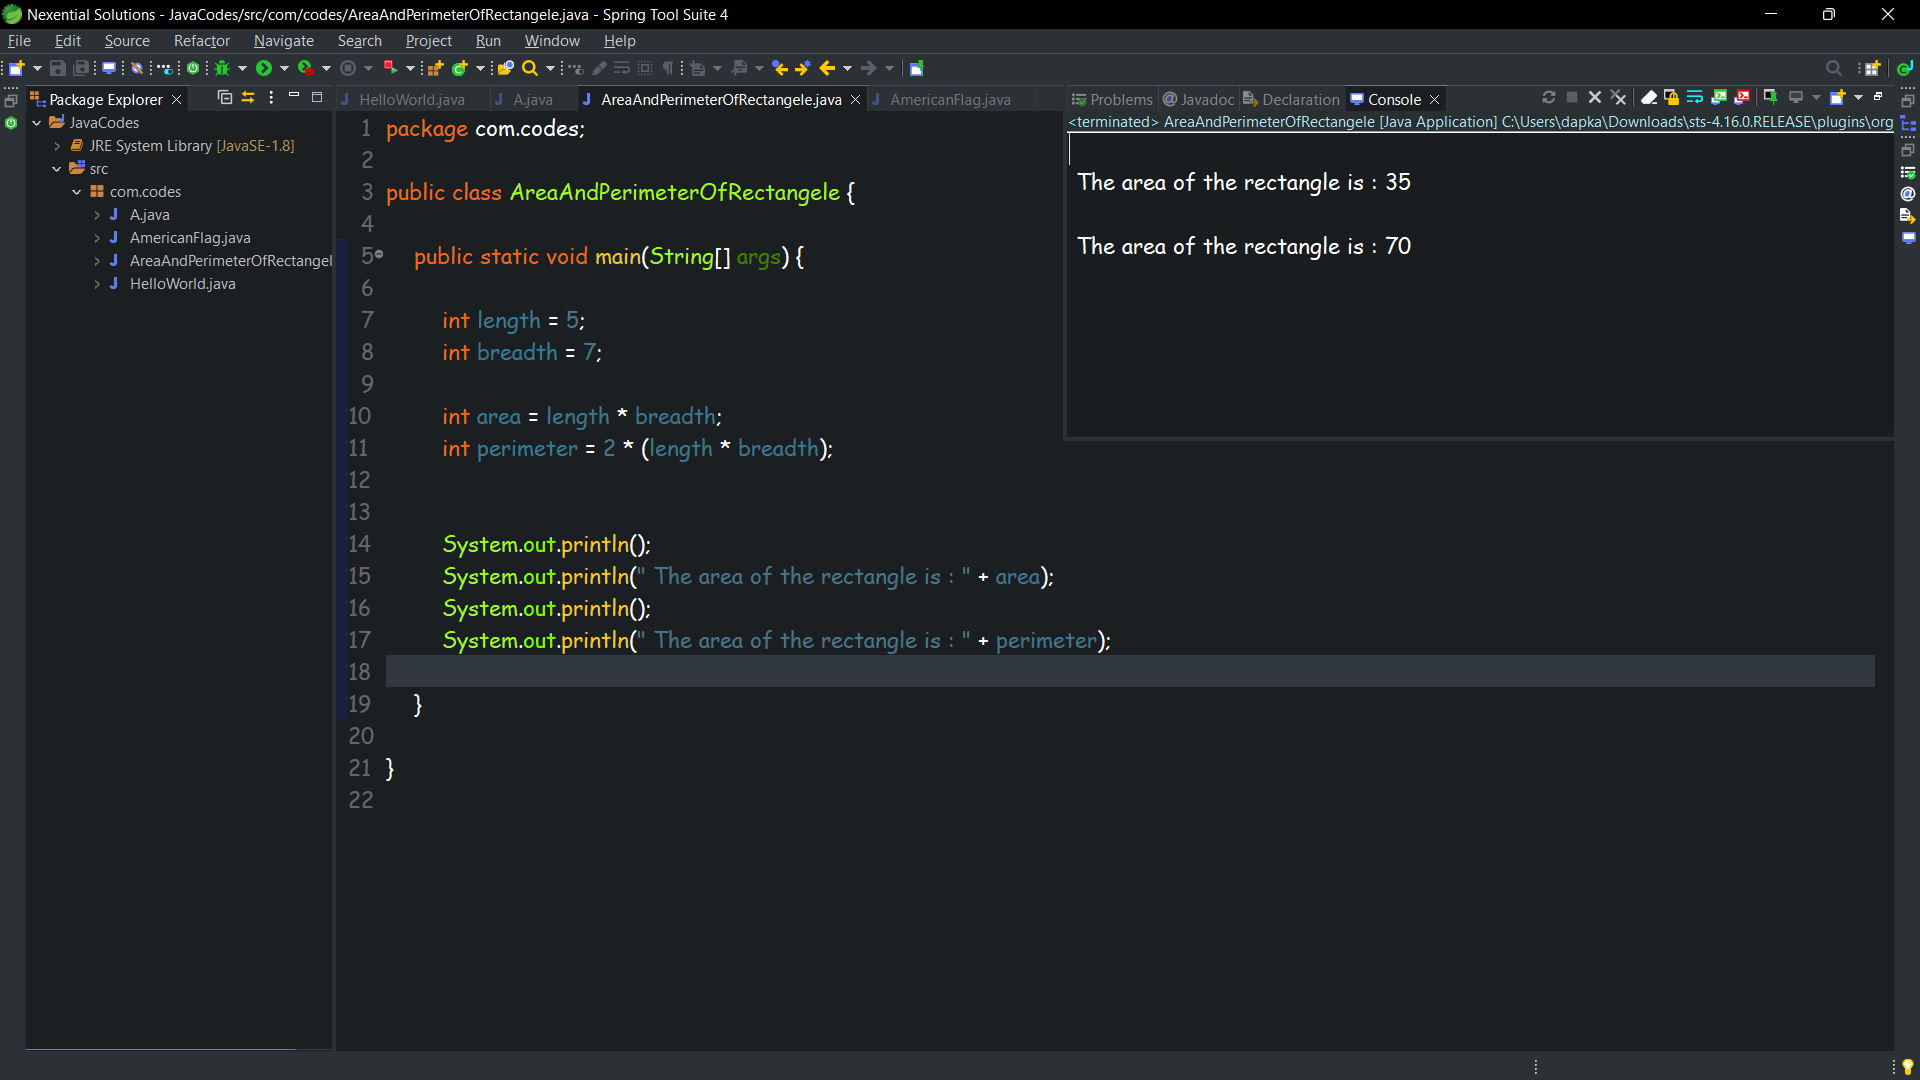 Nexential Solutions - JavaCodes/src/com/codes/AreaAndPerimeterOfRectangele.java - Spring Tool Suite 4
File Edit Source Refactor Navigate Search Project Run Window Help
Package Explorer
JavaCodes
JRE System Library [JavaSE-1.8]
src
com.codes
A.java
AmericanFlag.java
AreaAndPerimeterOfRectangel
HelloWorld.java
HelloWorld.java A.java AreaAndPerimeterOfRectangele.java AmericanFlag.java
1 package com.codes;
2
3 public class AreaAndPerimeterOfRectangele {
4
5 public static void main(String[] args) {
6
7 int length = 5;
8 int breadth = 7;
9
10 int area = length * breadth;
11 int perimeter = 2 * (length * breadth);
12
13
14 System.out.println();
15 System.out.println(" The area of the rectangle is : " + area);
16 System.out.println();
17 System.out.println(" The area of the rectangle is : " + perimeter);
18
19 }
20
21 }
22
Problems Javadoc Declaration Console
<terminated> AreaAndPerimeterOfRectangele [Java Application] C:\Users\dapka\Downloads\sts-4.16.0.RELEASE\plugins\org
The area of the rectangle is : 35
The area of the rectangle is : 70